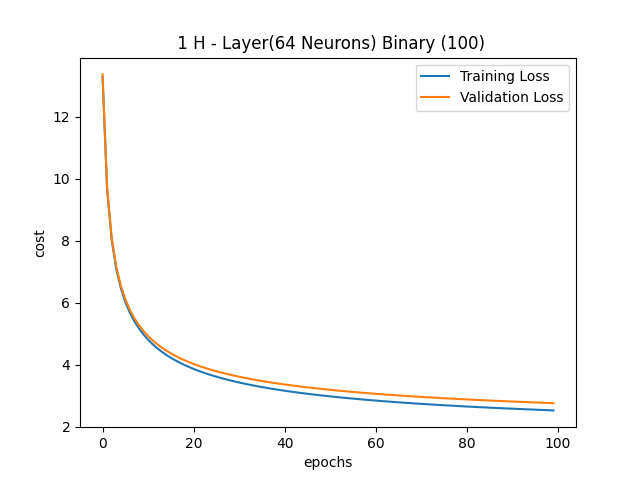 1 H - Layer(64 Neurons) Binary (100)
Training Loss
Validation Loss
12
10
8
6
4
2
cost
0 20 40 60 80 100
epochs